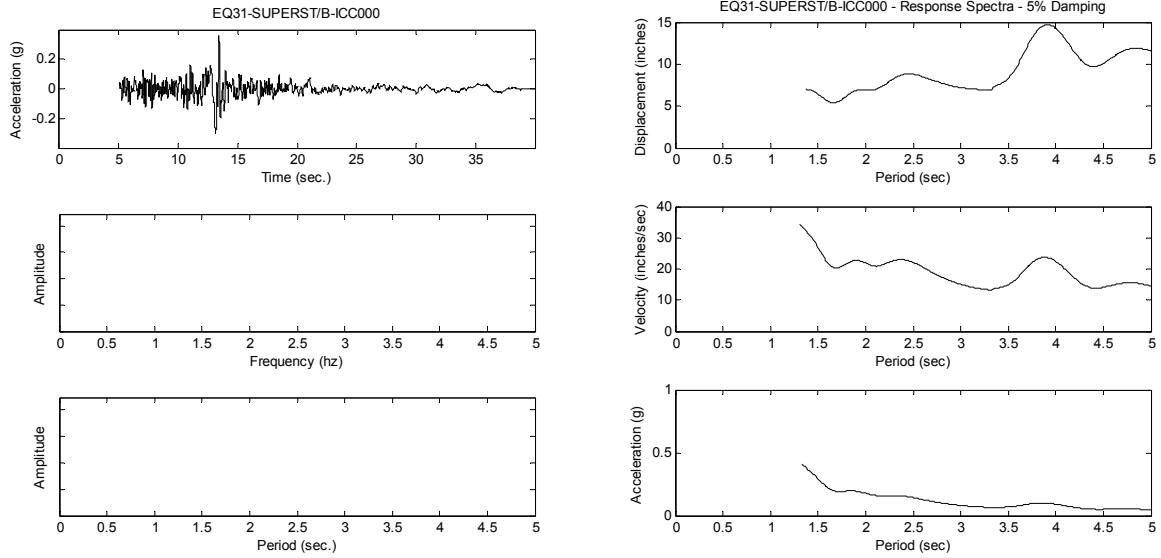 EQ31-SUPERST/B-ICC000
Acceleration (g)
0.2
0
-0.2
0 5 10 15 20 25 30 35
Time (sec.)
Amplitude
0 0.5 1 1.5 2 2.5 3 3.5 4 4.5 5
Frequency (hz)
Amplitude
0 0.5 1 1.5 2 2.5 3 3.5 4 4.5 5
Period (sec.)
EQ31-SUPERST/B-ICC000 - Response Spectra - 5% Damping
Displacement (inches)
15
10
5
0
0 0.5 1 1.5 2 2.5 3 3.5 4 4.5 5
Period (sec)
Velocity (inches/sec)
40
30
20
10
0
0 0.5 1 1.5 2 2.5 3 3.5 4 4.5 5
Period (sec)
Acceleration (g)
1
0.5
0
0 0.5 1 1.5 2 2.5 3 3.5 4 4.5 5
Period (sec)